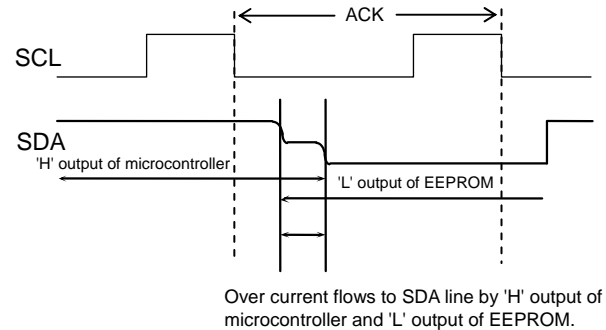 ACK
SCL
SDA
'H' output of microcontroller
'L' output of EEPROM
Over current flows to SDA line by 'H' output of
microcontroller and 'L' output of EEPROM.